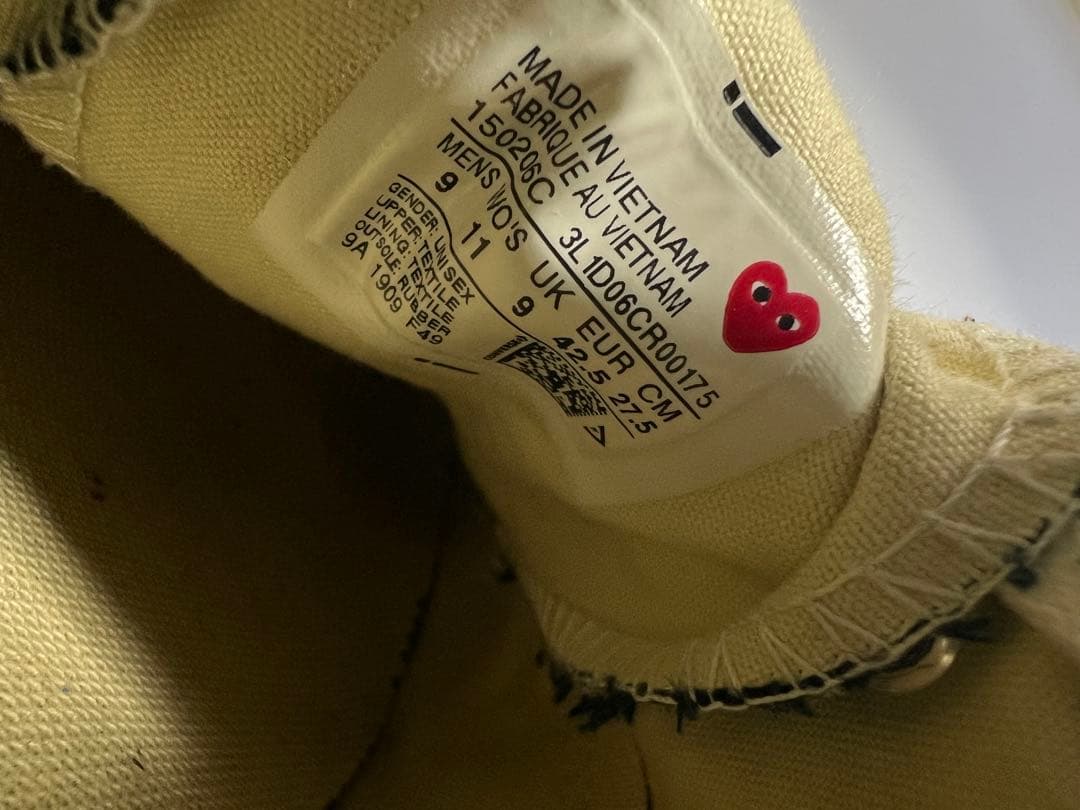 MADE IN VIETNAM
FABRIQUE AU VIETNAM
150206C 3L1D06CR00175
MENS WO'S UK EUR CM
9 11 9 42.5 27.5
GENDER: UNISEX
UPPER: TEXTILE
LINING: TEXTILE
OUTSOLE: RUBBER
9A 1909 F49